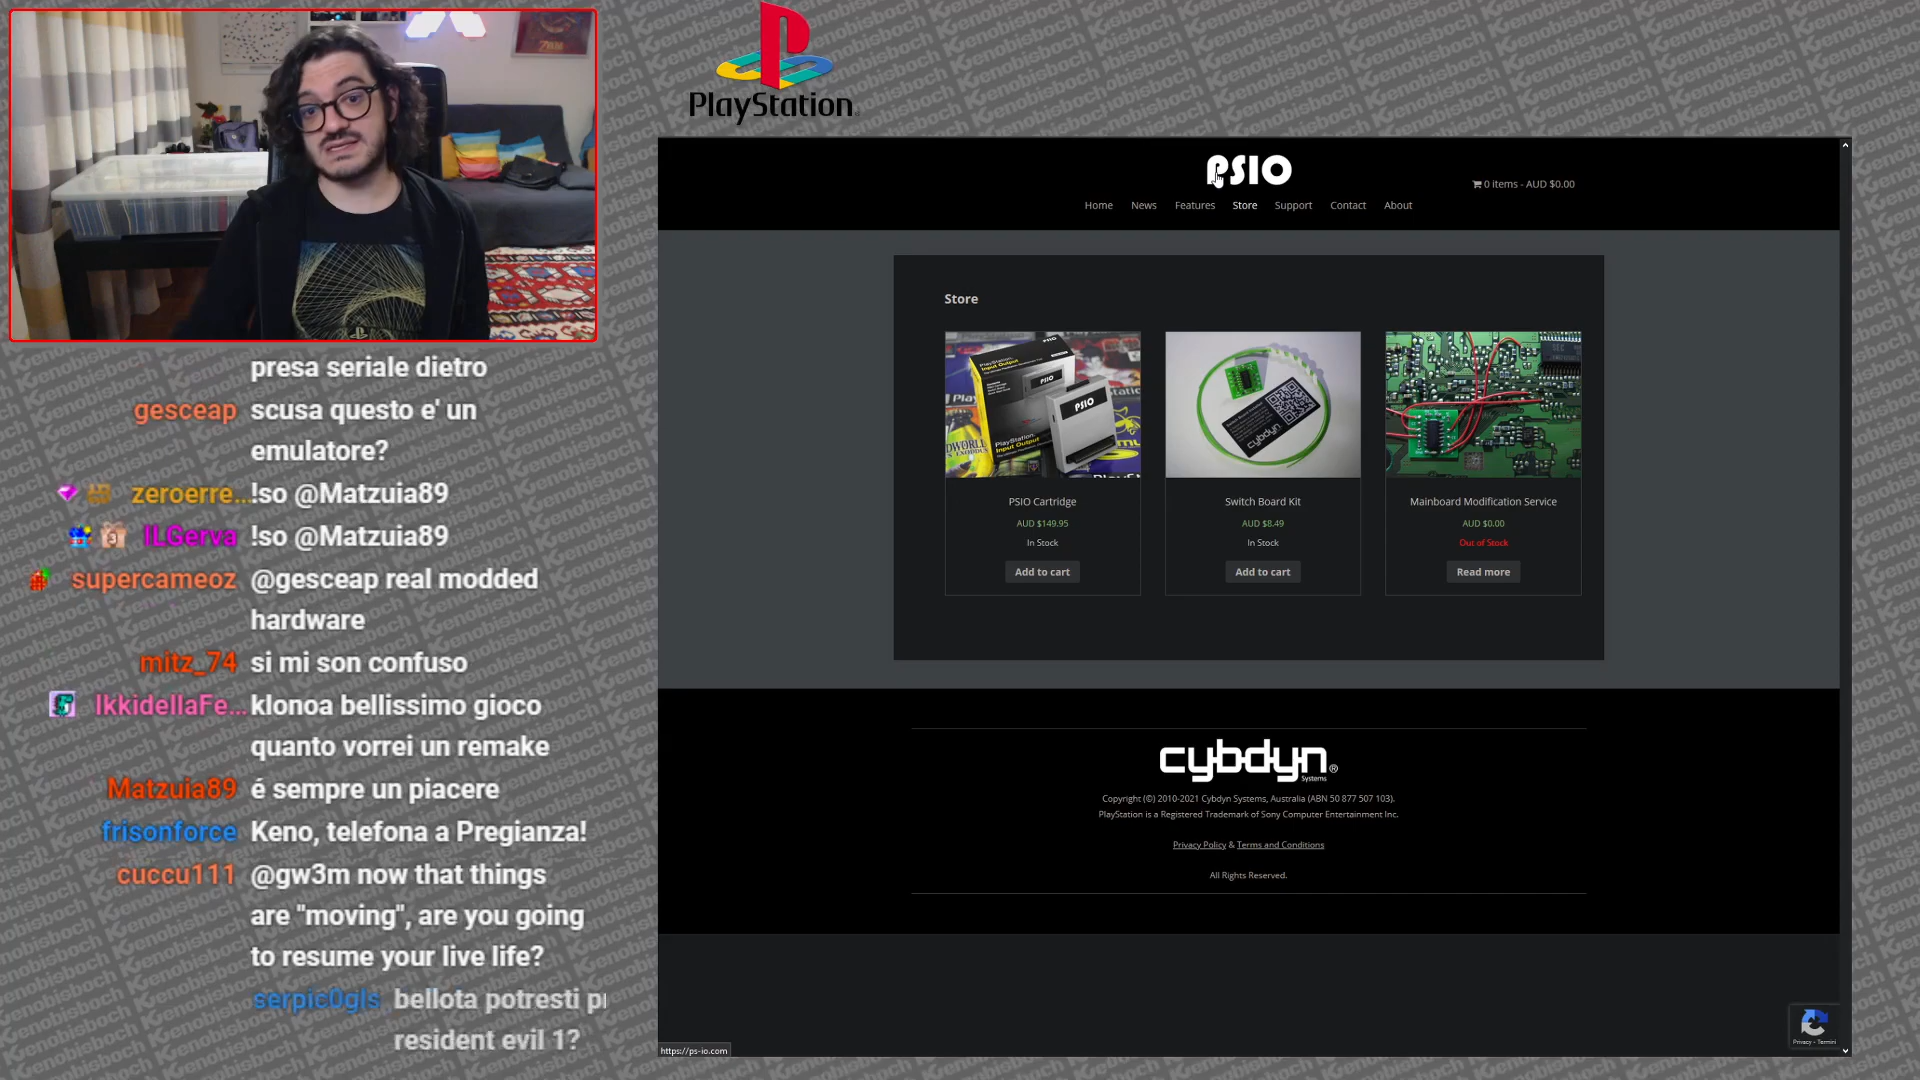 PlayStation
presa seriale dietro
gesceap scusa questo e' un
emulatore?
zeroerre... !so @Matzuia89
ILGerva !so @Matzuia89
supercameoz @gesceap real modded
hardware
mitz_74 si mi son confuso
IkkidellaFe... klonoa bellissimo gioco
quanto vorrei un remake
Matzuia89 é sempre un piacere
frisonforce Keno, telefona a Pregianza!
cuccu111 @gw3m now that things
are "moving", are you going
to resume your live life?
serpic0gls bellota potresti
resident evil 1?
PSIO
0 items - AUD $0.00
Home News Features Store Support Contact About
Store
PSIO Cartridge
AUD $149.95
In Stock
Add to cart
Switch Board Kit
AUD $8.49
In Stock
Add to cart
Mainboard Modification Service
AUD $0.00
Out of Stock
Read more
cybdyn®
Systems
Copyright (©) 2010-2021 Cybdyn Systems, Australia (ABN 50 877 507 103).
PlayStation is a Registered Trademark of Sony Computer Entertainment Inc.
Privacy Policy & Terms and Conditions
All Rights Reserved.
Privacy - Termini
https://ps-io.com
Kenobisboch